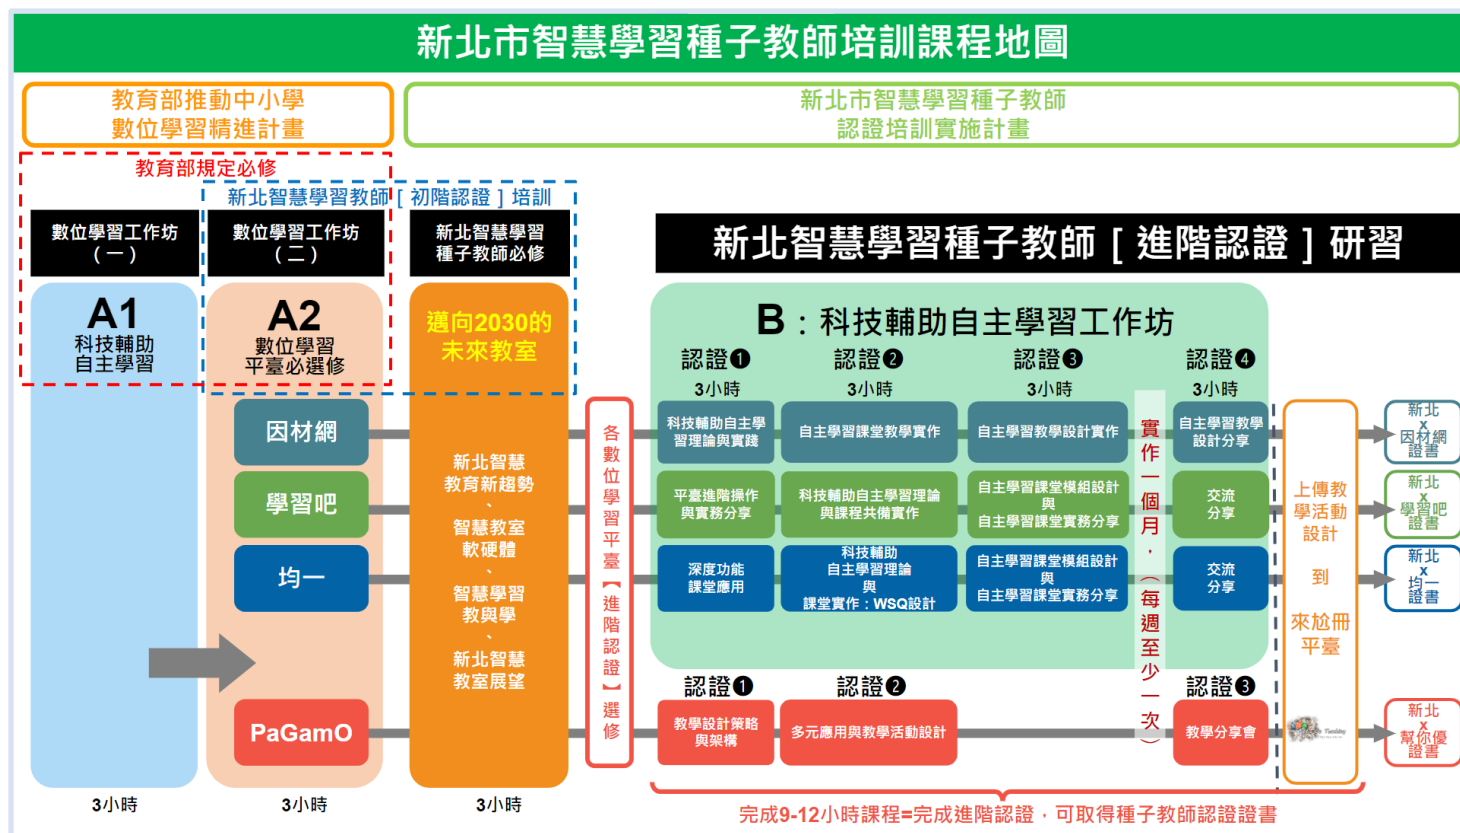 新北市智慧學習種子教師培訓課程地圖
教育部推動中小學
數位學習精進計畫
新北市智慧學習種子教師
認證培訓實施計畫
教育部規定必修
新北智慧學習教師［初階認證］培訓
數位學習工作坊
（一）
數位學習工作坊
（二）
新北智慧學習
種子教師必修
新北智慧學習種子教師［進階認證］研習
A1
科技輔助
自主學習
3小時
A2
數位學習
平臺必選修
因材網
學習吧
均一
PaGamO
3小時
邁向2030的
未來教室
新北智慧
教育新趨勢
、
智慧教室
軟硬體
、
智慧學習
教與學
、
新北智慧
教室展望
3小時
各數位學習平臺【進階認證】選修
B：科技輔助自主學習工作坊
認證❶
3小時
認證❷
3小時
認證❸
3小時
認證❹
3小時
科技輔助自主學
習理論與實踐
自主學習課堂教學實作
自主學習教學設計實作
自主學習教學
設計分享
平臺進階操作
與實務分享
科技輔助自主學習理論
與課程共備實作
自主學習課堂模組設計
與
自主學習課堂實務分享
交流
分享
深度功能
課堂應用
科技輔助
自主學習理論
與
課堂實作：WSQ設計
自主學習課堂模組設計
與
自主學習課堂實務分享
交流
分享
實作一個月，（每週至少一次）
認證❶
認證❷
認證❸
教學設計策略
與架構
多元應用與教學活動設計
教學分享會
上傳教
學活動
設計
到
來尬冊
平臺
新北
x
因材網
證書
新北
x
學習吧
證書
新北
x
均一
證書
新北
x
幫你優
證書
完成9-12小時課程=完成進階認證，可取得種子教師認證證書